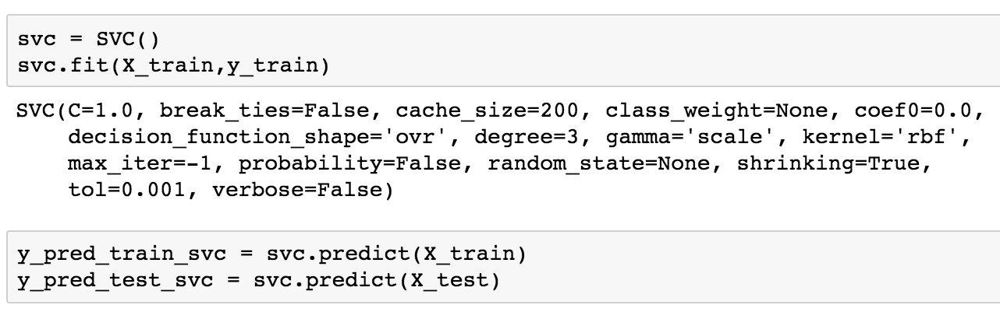 svc = SVC()
svc.fit(X_train,y_train)
SVC(C=1.0, break_ties=False, cache_size=200, class_weight=None, coef0=0.0,
decision_function_shape='ovr', degree=3, gamma='scale', kernel='rbf',
max_iter=-1, probability=False, random_state=None, shrinking=True,
tol=0.001, verbose=False)
y_pred_train_svc = svc.predict(X_train)
y_pred_test_svc = svc.predict(X_test)